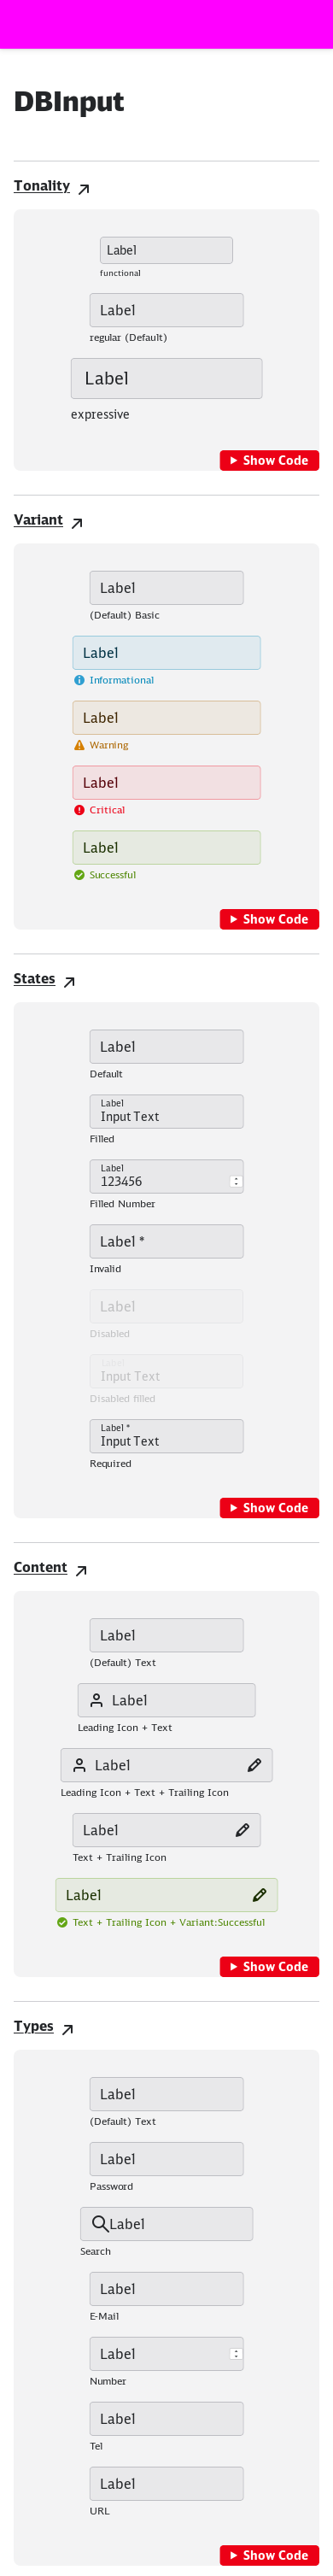 DBInput
Tonality
Label
functional
Label
regular (Default)
Label
expressive
Show Code
Variant
Label
(Default) Basic
Label
Informational
Label
Warning
Label
Critical
Label
Successful
Show Code
States
Label
Default
Label
Input Text
Filled
Label
123456
Filled Number
Label *
Invalid
Label
Disabled
Label
Input Text
Disabled filled
Label *
Input Text
Required
Show Code
Content
Label
(Default) Text
Label
Leading Icon + Text
Label
Leading Icon + Text + Trailing Icon
Label
Text + Trailing Icon
Label
Text + Trailing Icon + Variant:Successful
Show Code
Types
Label
(Default) Text
Label
Password
Label
Search
Label
E-Mail
Label
Number
Label
Tel
Label
URL
Show Code